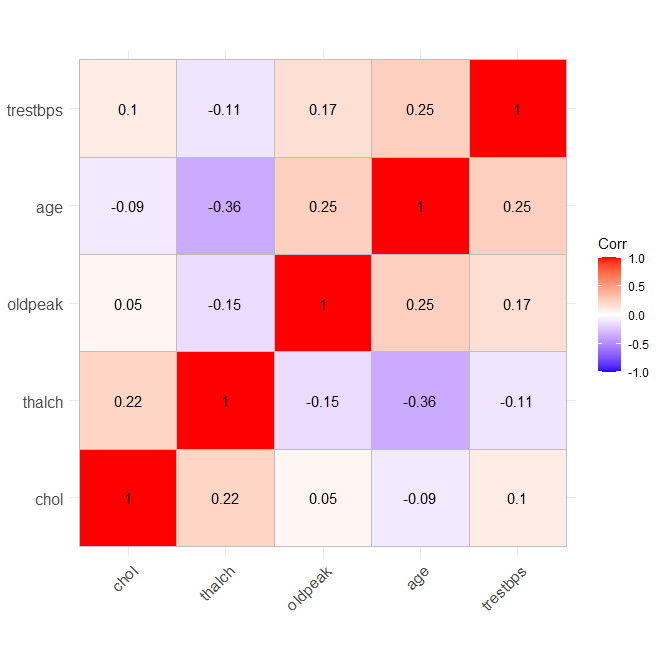 trestbps 0.1 -0.11 0.17 0.25 1
age -0.09 -0.36 0.25 1 0.25
oldpeak 0.05 -0.15 1 0.25 0.17
thalch 0.22 1 -0.15 -0.36 -0.11
chol 1 0.22 0.05 -0.09 0.1
chol thalch oldpeak age trestbps
Corr
1.0
0.5
0.0
-0.5
-1.0